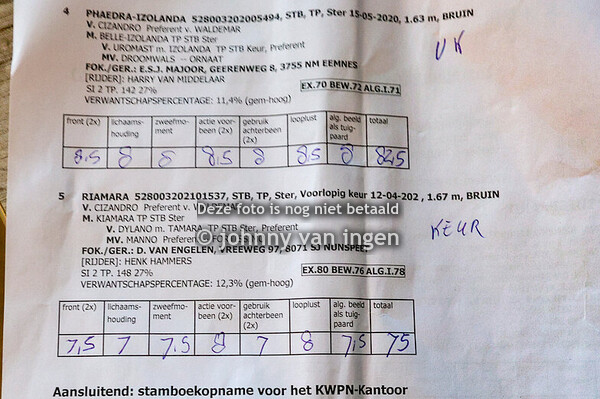 4 PHAEDRA-IZOLANDA 528003202005494, STB, TP, Ster 15-05-2020, 1.63 m, BRUIN
V. CIZANDRO Preferent v. WALDEMAR
M. BELLE-IZOLANDA TP STB Ster
V. UROMAST m. IZOLANDA TP STB Keur, Preferent
MV. DROOMWALS -- ORNAAT
FOK./GER.: E.S.J. MAJOOR, GEERENWEG 8, 3755 NM EEMNES
[RIJDER]: HARRY VAN MIDDELAAR
SI 2 TP. 142 27%
EX.70 BEW.72 ALG.I.71
VERWANTSCHAPSPERCENTAGE: 11,4% (gem-hoog)
VK
front (2x) lichaams-houding zweefmo-ment actie voor-been (2x) gebruik achterbeen (2x) looplust alg. beeld als tuig-paard totaal
8,5 8 8 8,5 8 8,5 8 82,5
5 RIAMARA 528003202101537, STB, TP, Ster, Voorlopig keur 12-04-202 , 1.67 m, BRUIN
V. CIZANDRO Preferent v.
M. KIAMARA TP STB Ster
Deze foto is nog niet betaald
V. DYLANO m. TAMARA TP STB Ster, Preferent
MV. MANNO Preferent
© johnny van ingen
KEUR
FOK./GER.: D. VAN ENGELEN, VREEWEG 97, 8071 SJ NUNSPEET
[RIJDER]: HENK HAMMERS
SI 2 TP. 148 27%
EX.80 BEW.76 ALG.I.78
VERWANTSCHAPSPERCENTAGE: 12,3% (gem-hoog)
front (2x) lichaams-houding zweefmo-ment actie voor-been (2x) gebruik achterbeen (2x) looplust alg. beeld als tuig-paard totaal
7,5 7 7,5 8 7 8 7,5 75
Aansluitend: stamboekopname voor het KWPN-Kantoor